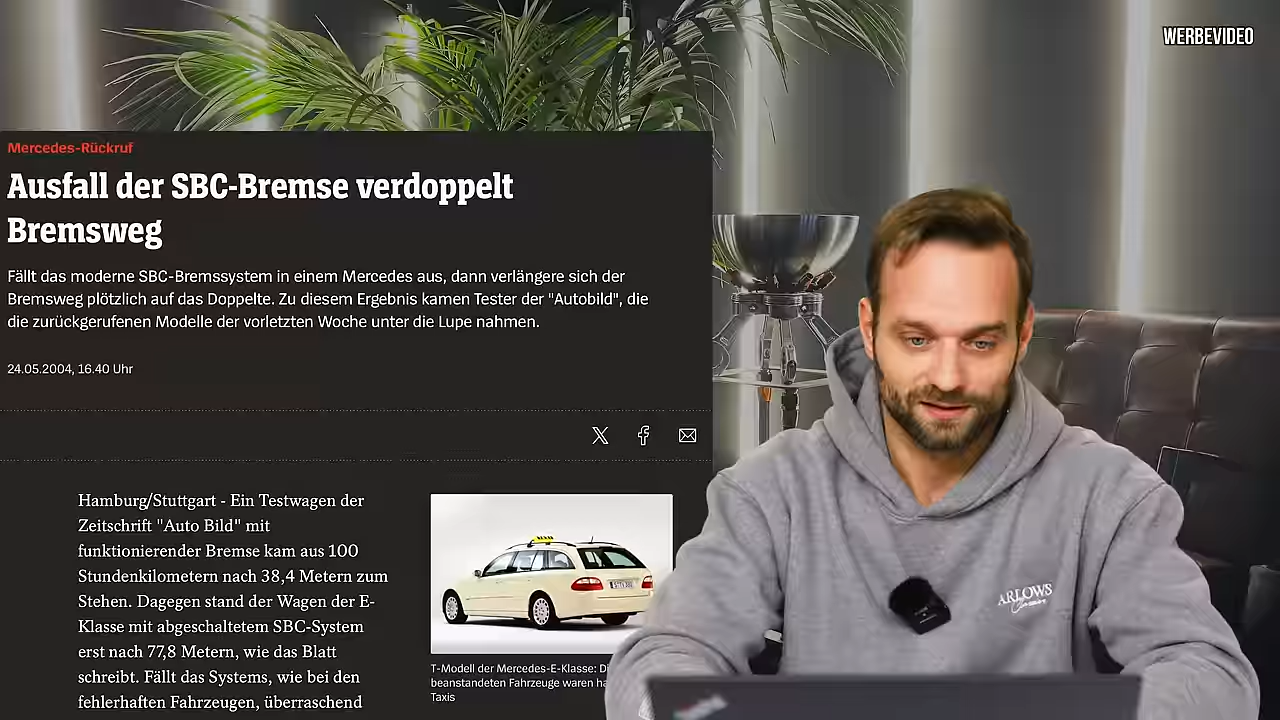 WERBEVIDEO
Mercedes-Rückruf
Ausfall der SBC-Bremse verdoppelt
Bremsweg
Fällt das moderne SBC-Bremssystem in einem Mercedes aus, dann verlängere sich der
Bremsweg plötzlich auf das Doppelte. Zu diesem Ergebnis kamen Tester der "Autobild", die
die zurückgerufenen Modelle der vorletzten Woche unter die Lupe nahmen.
24.05.2004, 16.40 Uhr
Hamburg/Stuttgart - Ein Testwagen der
Zeitschrift "Auto Bild" mit
funktionierender Bremse kam aus 100
Stundenkilometern nach 38,4 Metern zum
Stehen. Dagegen stand der Wagen der E-
Klasse mit abgeschaltetem SBC-System
erst nach 77,8 Metern, wie das Blatt
schreibt. Fällt das Systems, wie bei den
fehlerhaften Fahrzeugen, überraschend
T-Modell der Mercedes-E-Klasse:
beanstandeten Fahrzeuge waren
Taxis
ARLOWS